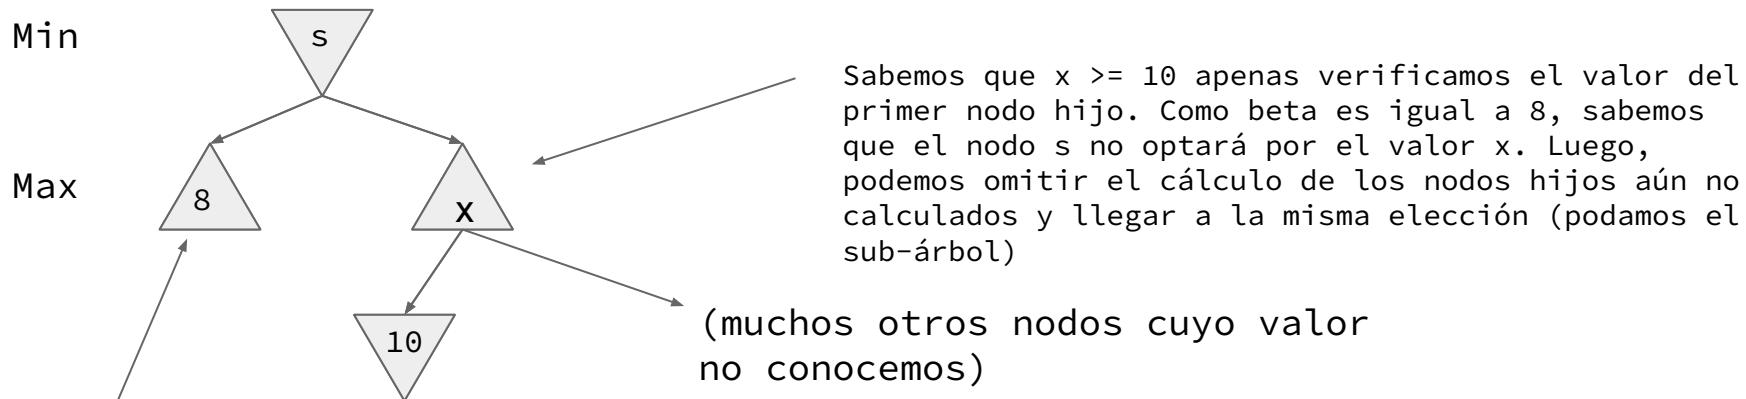 Min
s
Sabemos que x >= 10 apenas verificamos el valor del
primer nodo hijo. Como beta es igual a 8, sabemos
que el nodo s no optará por el valor x. Luego,
podemos omitir el cálculo de los nodos hijos aún no
calculados y llegar a la misma elección (podamos el
sub-árbol)
Max
8
x
10
(muchos otros nodos cuyo valor
no conocemos)